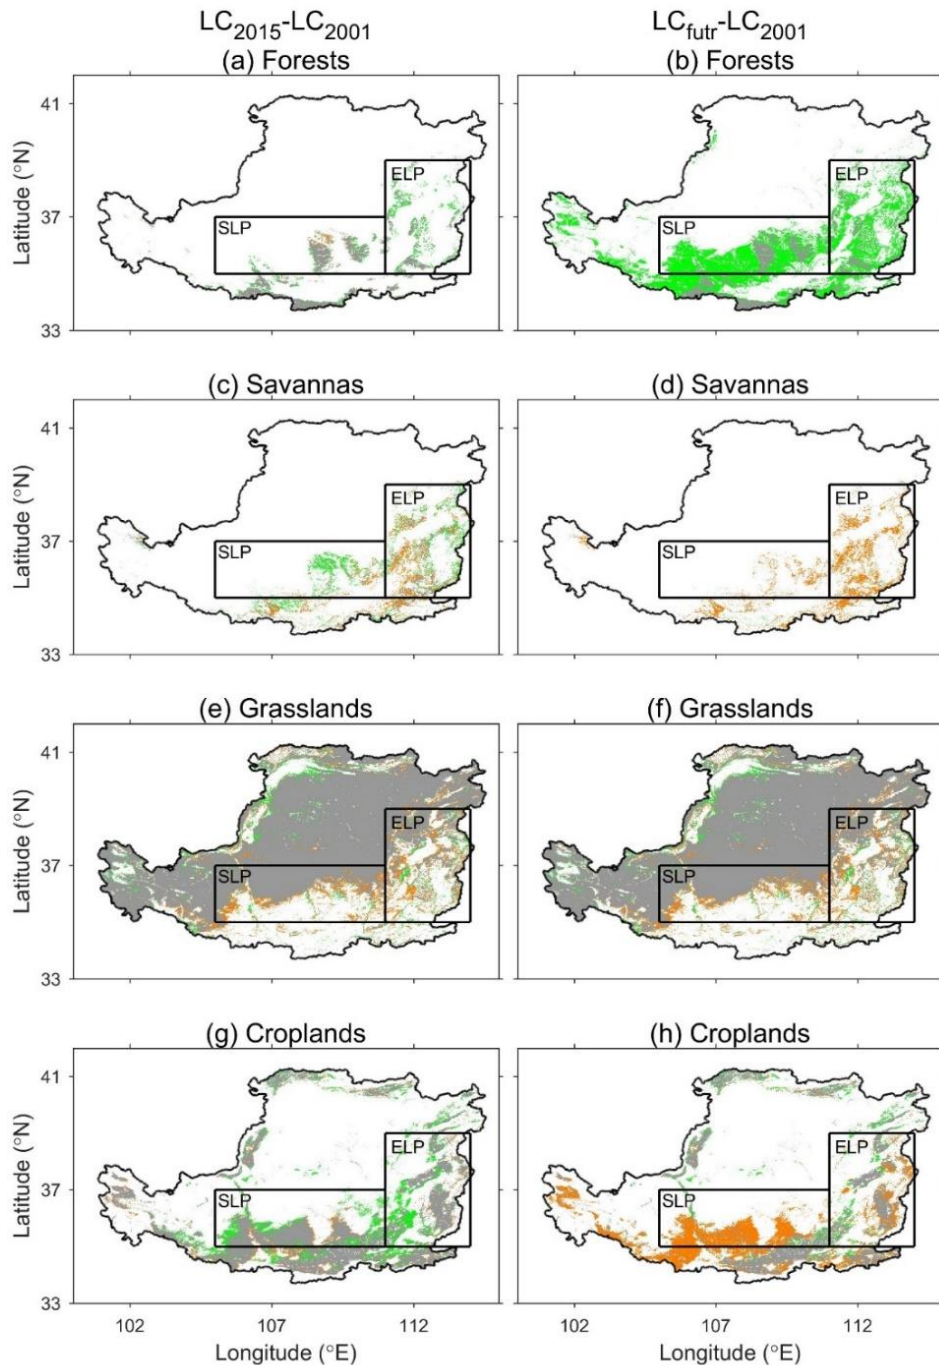 LC2015-LC2001 LCfutr-LC2001
(a) Forests (b) Forests
41
37
33
Latitude (°N)
SLP ELP SLP ELP
(c) Savannas (d) Savannas
41
37
33
Latitude (°N)
SLP ELP SLP ELP
(e) Grasslands (f) Grasslands
41
37
33
Latitude (°N)
SLP ELP SLP ELP
(g) Croplands (h) Croplands
41
37
33
Latitude (°N)
SLP ELP SLP ELP
102 107 112 102 107 112
Longitude (°E) Longitude (°E)